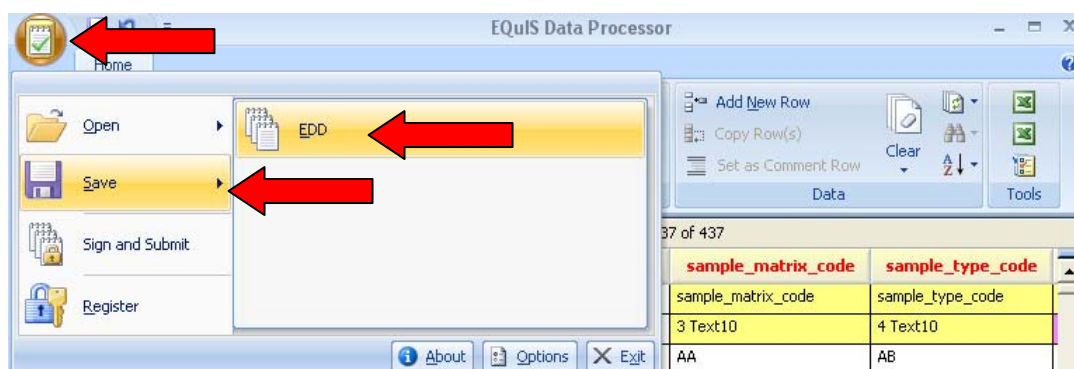 EQuIS Data Processor
Home
Open
EDD
Save
Sign and Submit
Register
About
Options
Exit
Add New Row
Copy Row(s)
Set as Comment Row
Clear
Data
Tools
37 of 437
sample_matrix_code sample_type_code
sample_matrix_code sample_type_code
3 Text10 4 Text10
AA AB